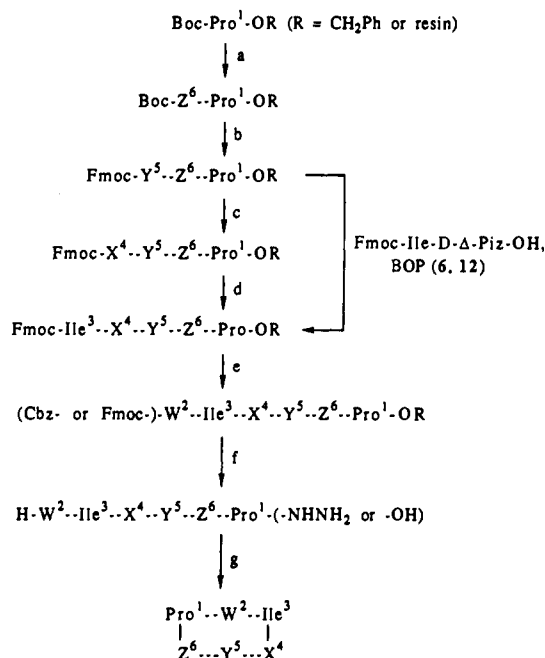 Boc-Pro¹-OR (R = CH₂Ph or resin)
a
Boc-Z⁶--Pro¹-OR
b
Fmoc-Y⁵--Z⁶--Pro¹-OR
c
Fmoc-Ile-D-Δ-Piz-OH,
BOP (6, 12)
Fmoc-X⁴--Y⁵--Z⁶--Pro¹-OR
d
Fmoc-Ile³--X⁴--Y⁵--Z⁶--Pro-OR
e
(Cbz- or Fmoc-)-W²--Ile³--X⁴--Y⁵--Z⁶--Pro¹-OR
f
H-W²--Ile³--X⁴--Y⁵--Z⁶--Pro¹-(-NHNH₂ or -OH)
g
Pro¹--W²--Ile³
Z⁶---Y⁵---X⁴